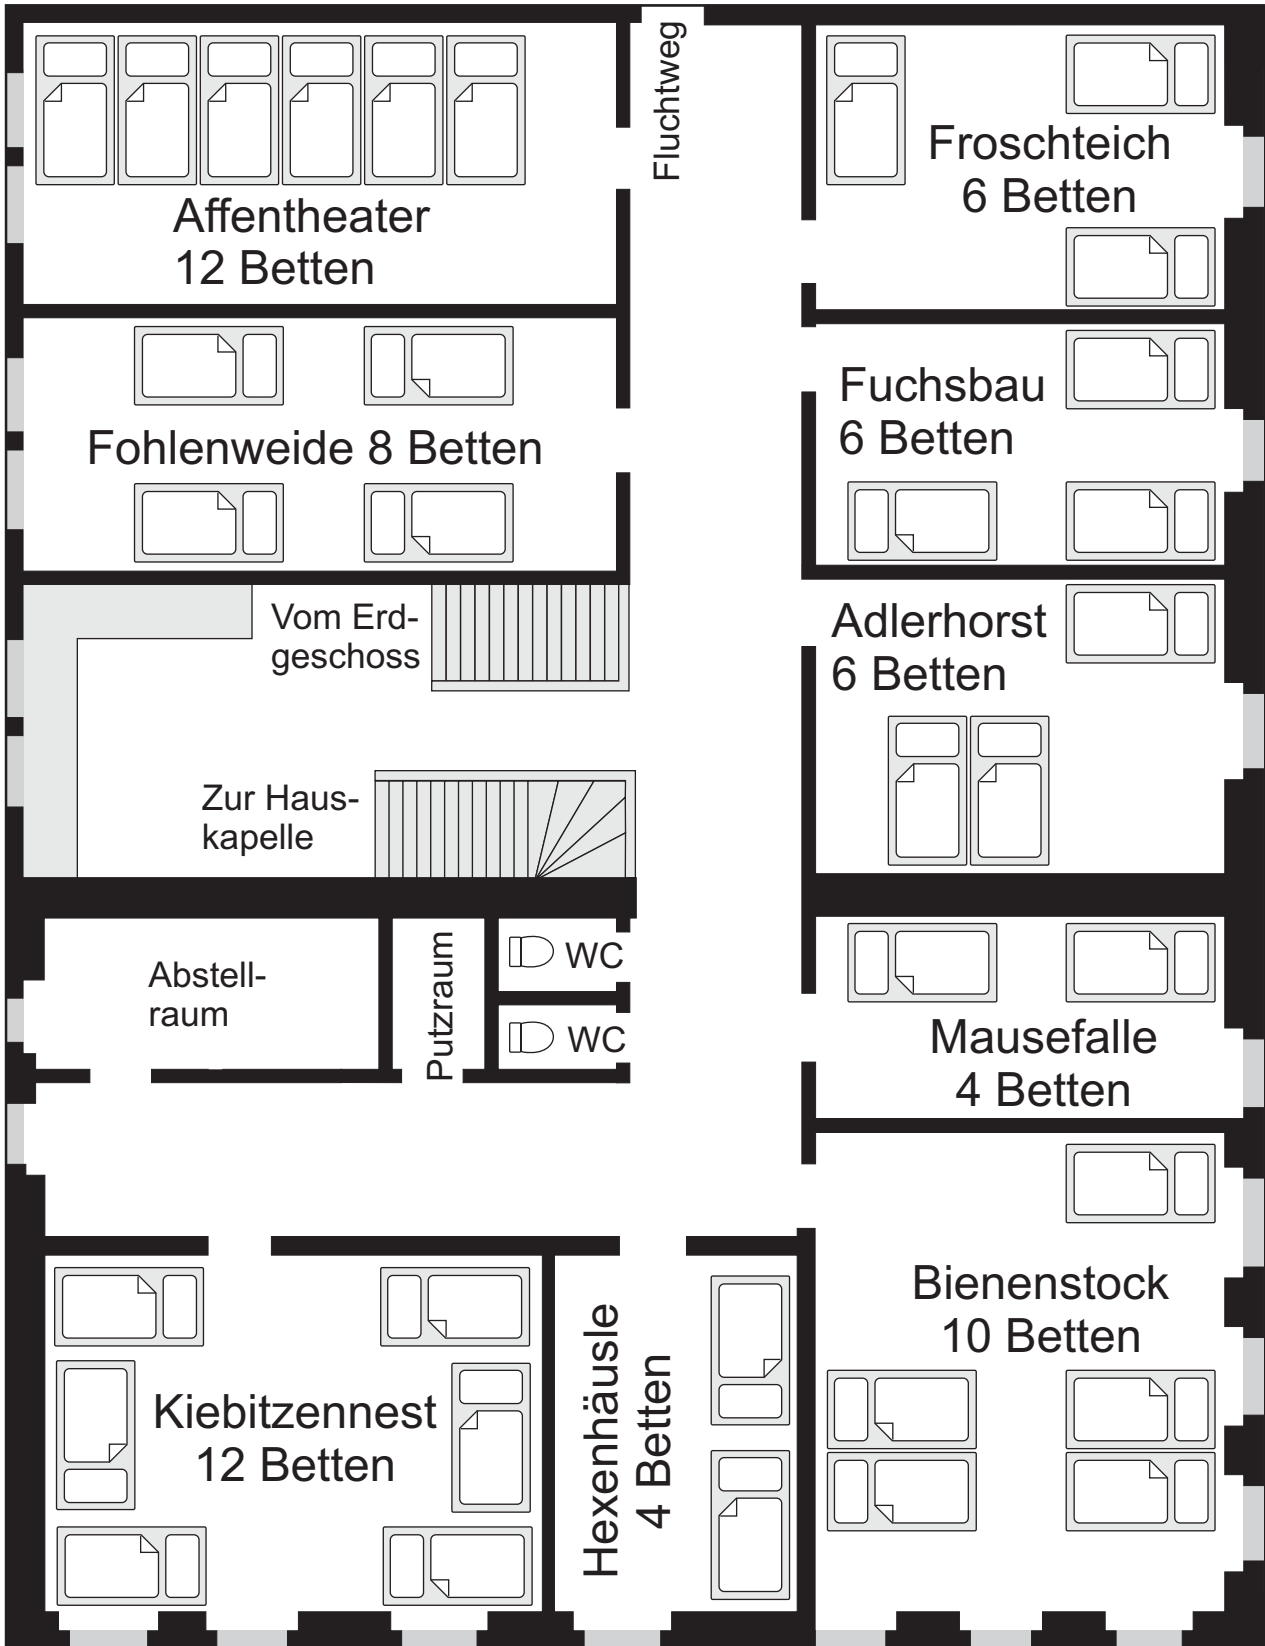 Fluchtweg
Affentheater
12 Betten
Froschteich
6 Betten
Fohlenweide 8 Betten
Fuchsbau
6 Betten
Vom Erd-
geschoss
Adlerhorst
6 Betten
Zur Haus-
kapelle
Abstell-
raum
Putzraum
WC
WC
Mausefalle
4 Betten
Kiebitzennest
12 Betten
Hexenhäusle
4 Betten
Bienenstock
10 Betten